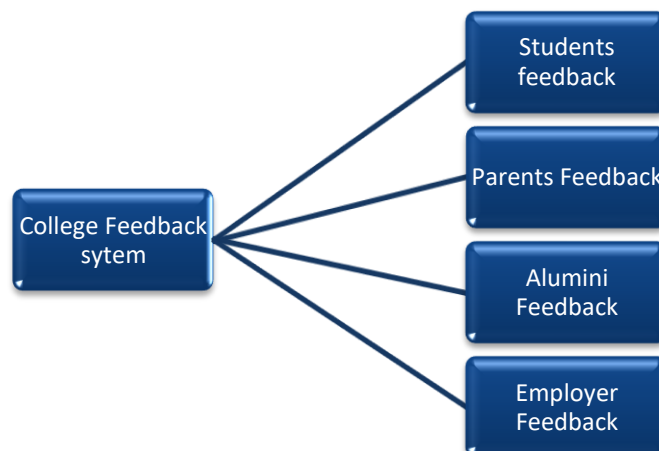 Students
feedback
Parents Feedback
College Feedback
sytem
Alumini
Feedback
Employer
Feedback